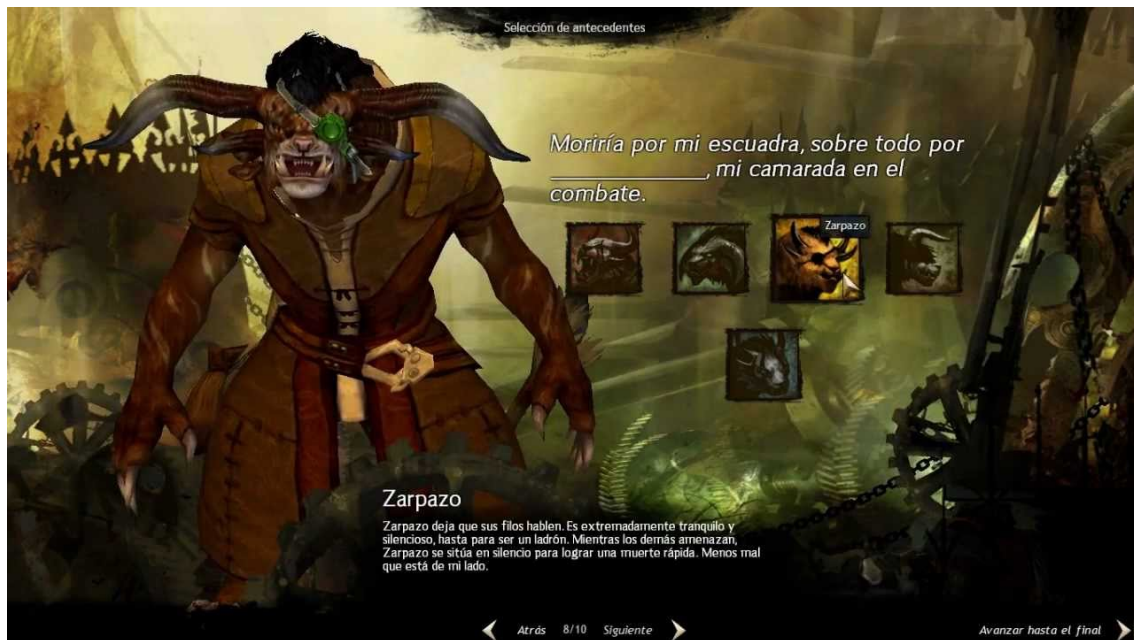 Selección de antecedentes
Moriría por mi escuadra, sobre todo por
____________, mi camarada en el
combate.
Zarpazo
Zarpazo
Zarpazo deja que sus filos hablen. Es extremadamente tranquilo y
silencioso, hasta para ser un ladrón. Mientras los demás amenazan,
Zarpazo se sitúa en silencio para lograr una muerte rápida. Menos mal
que está de mi lado.
Atrás 8/10 Siguiente
Avanzar hasta el final